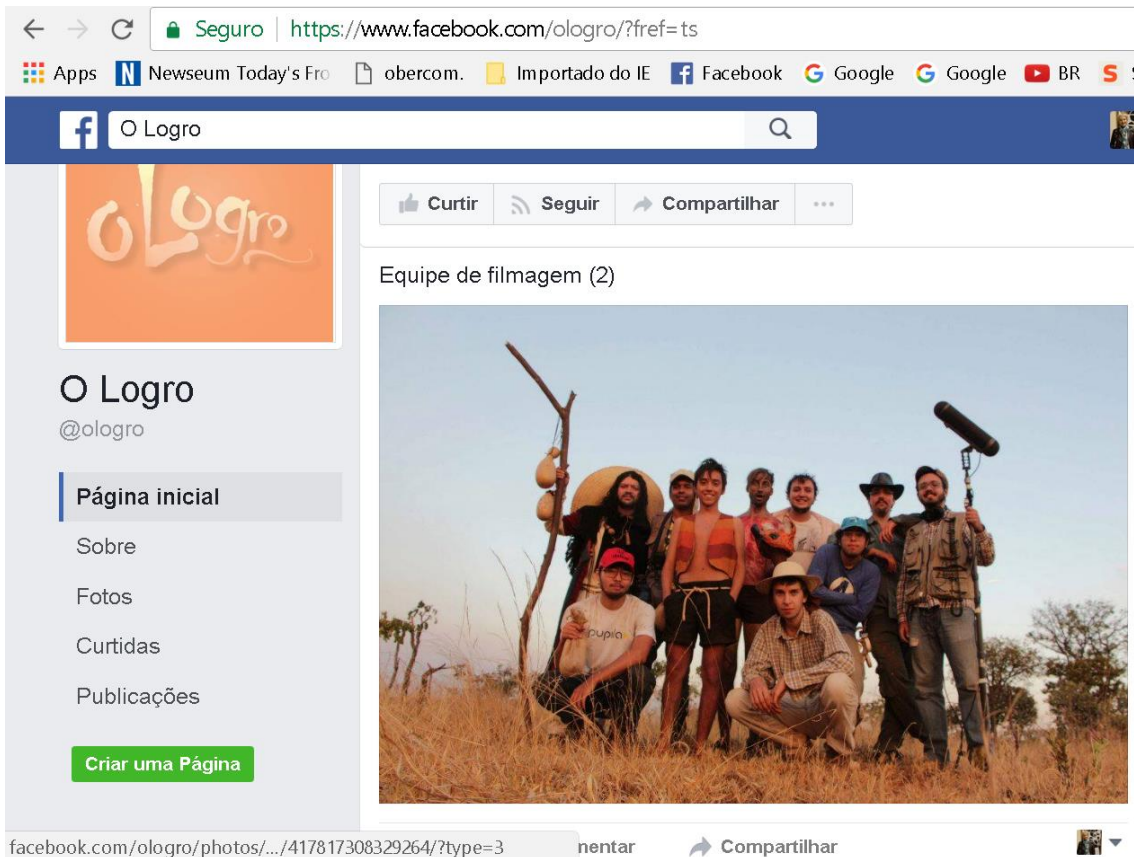 Seguro https://www.facebook.com/ologro/?fref=ts
Apps N Newseum Today's Fro obercom. Importado do IE Facebook Google Google BR S
f O Logro
o Logro
Curtir Seguir Compartilhar ...
Equipe de filmagem (2)
O Logro
@ologro
Página inicial
Sobre
Fotos
Curtidas
Publicações
Criar uma Página
pupila
facebook.com/ologro/photos/.../417817308329264/?type=3 nentar Compartilhar